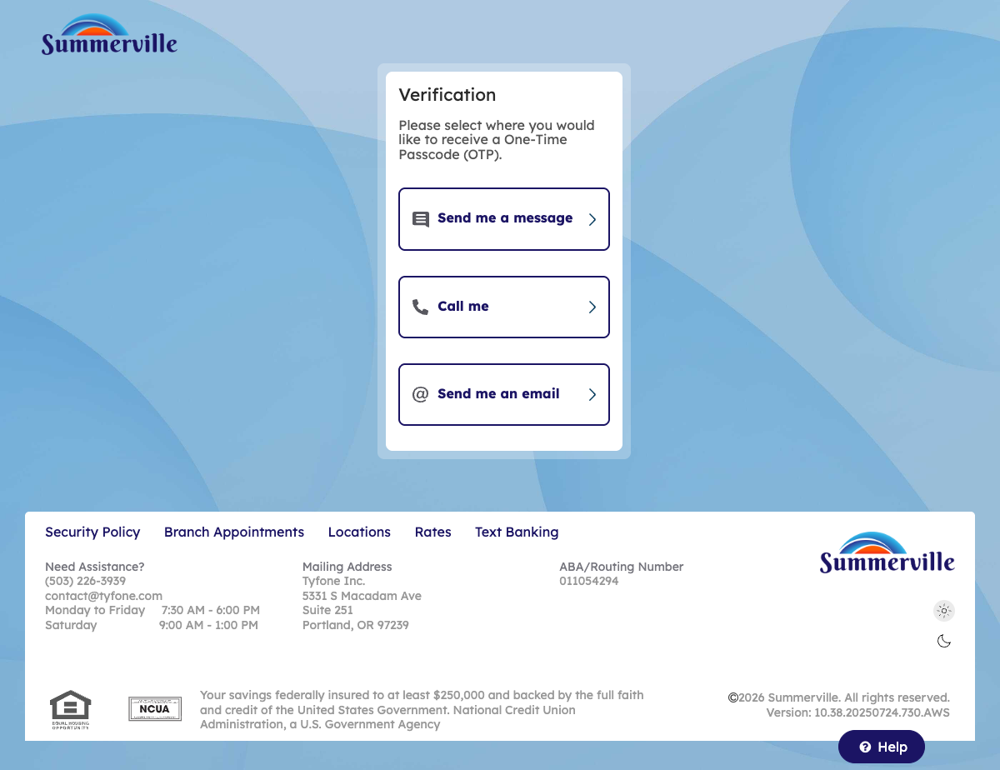 Summerville
Verification
Please select where you would
like to receive a One-Time
Passcode (OTP).
Send me a message
Call me
Send me an email
Security Policy
Branch Appointments
Locations
Rates
Text Banking
Summerville
Need Assistance?
(503) 226-3939
contact@tyfone.com
Monday to Friday 7:30 AM - 6:00 PM
Saturday 9:00 AM - 1:00 PM
Mailing Address
Tyfone Inc.
5331 S Macadam Ave
Suite 251
Portland, OR 97239
ABA/Routing Number
011054294
EQUAL HOUSING
OPPORTUNITY
NCUA
Your savings federally insured to at least $250,000 and backed by the full faith
and credit of the United States Government. National Credit Union
Administration, a U.S. Government Agency
©2026 Summerville. All rights reserved.
Version: 10.38.20250724.730.AWS
Help